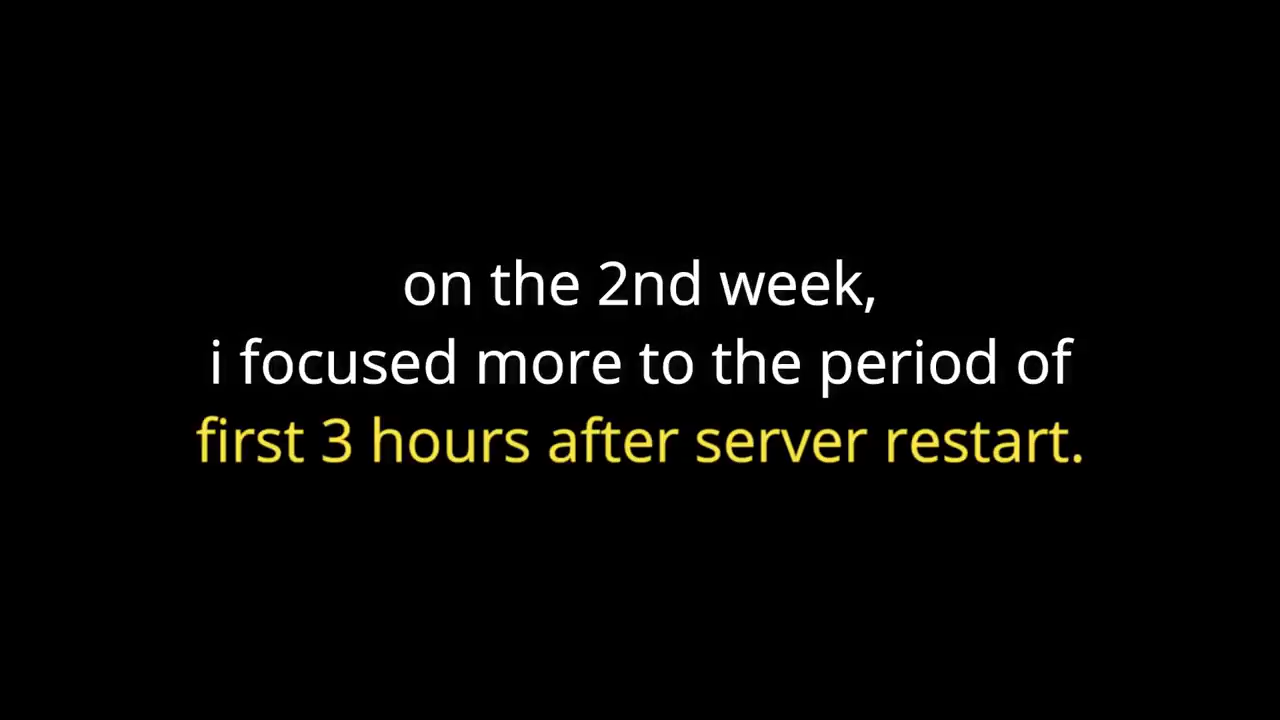 on the 2nd week,
i focused more to the period of
first 3 hours after server restart.